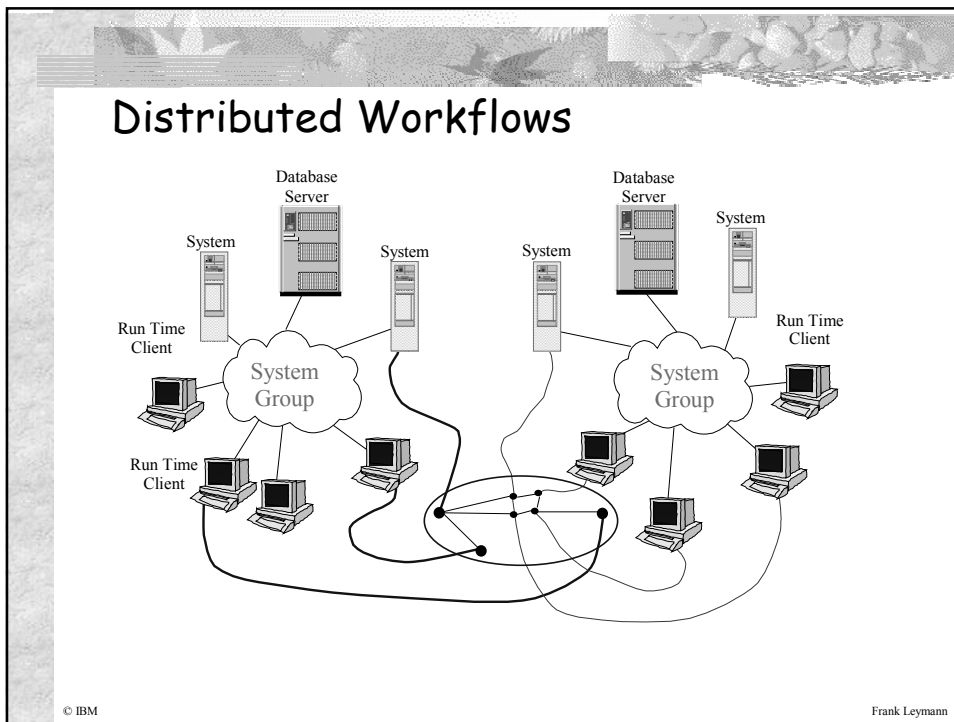 Distributed Workflows
Database
Server
System
System
Run Time
Client
System
Group
Run Time
Client
Database
Server
System
System
Run Time
Client
System
Group
© IBM
Frank Leymann